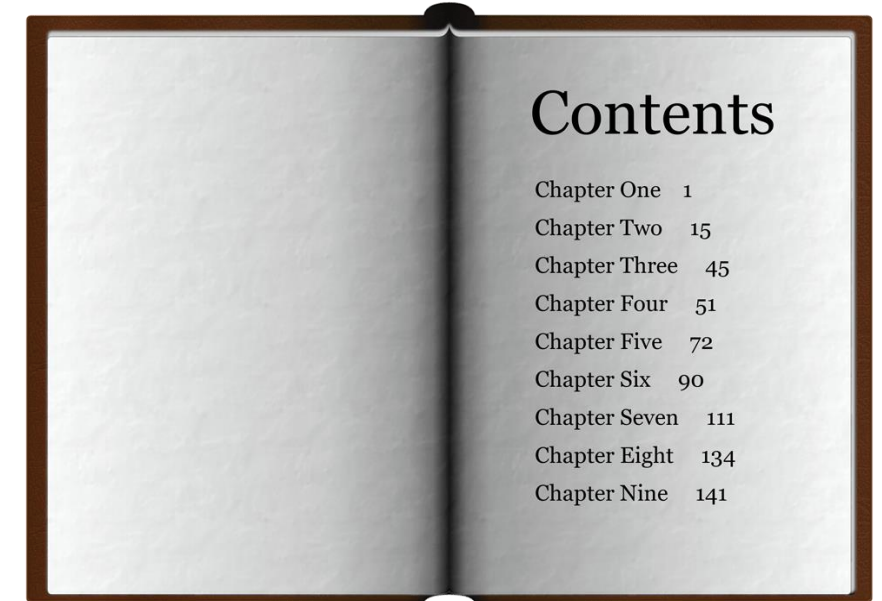 Contents
Chapter One 1
Chapter Two 15
Chapter Three 45
Chapter Four 51
Chapter Five 72
Chapter Six 90
Chapter Seven 111
Chapter Eight 134
Chapter Nine 141